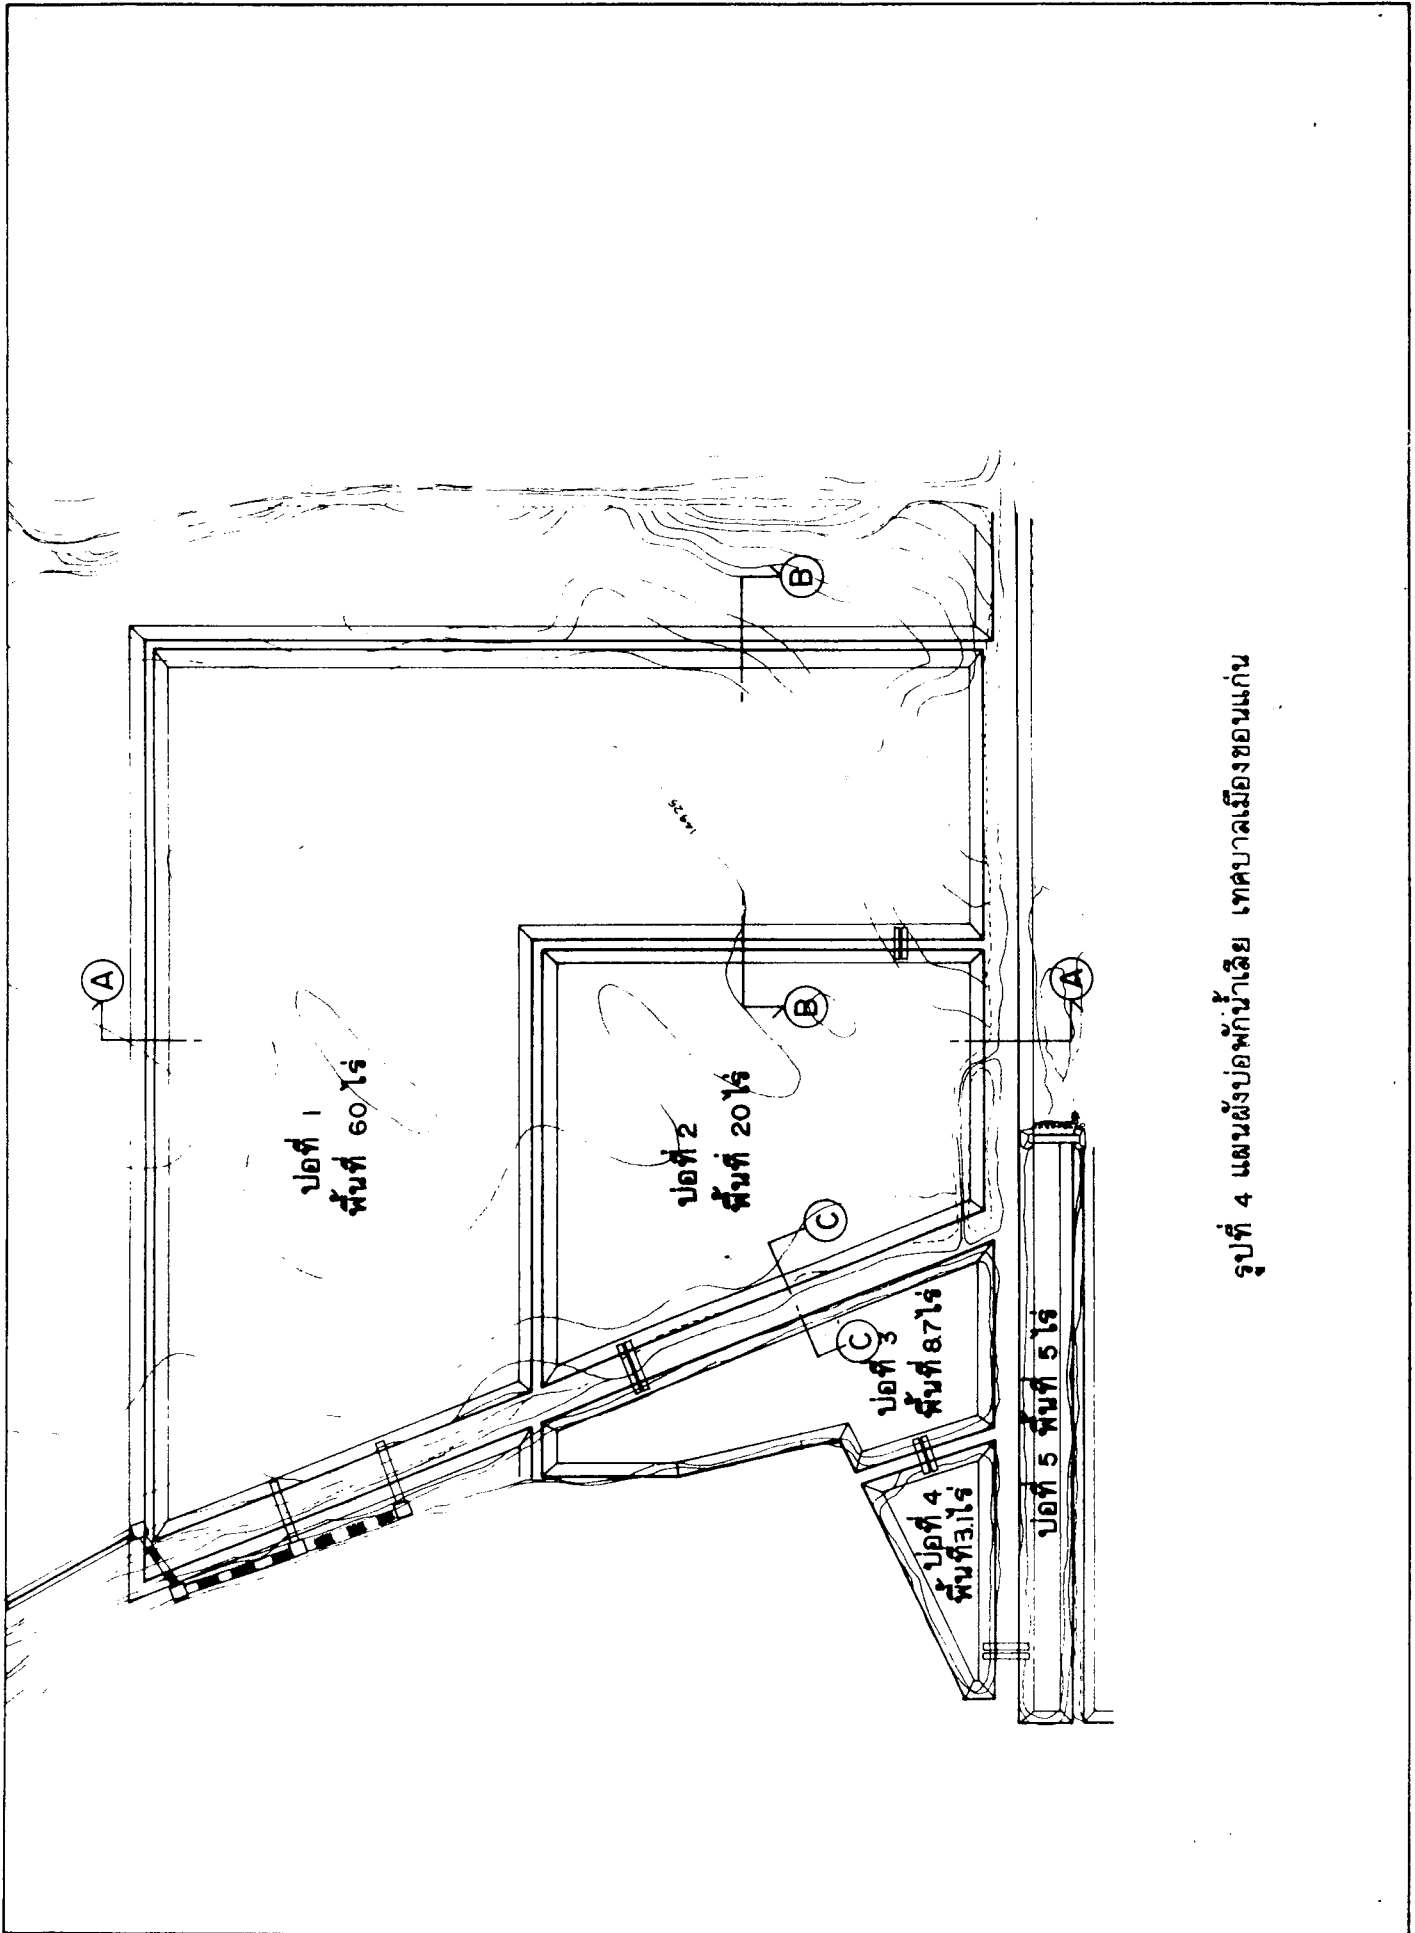 A
บ่อที่ 1
พื้นที่ 60 ไร่
14925
B
บ่อที่ 2
พื้นที่ 20 ไร่
B
C
C
บ่อที่ 3
พื้นที่ 8.7 ไร่
บ่อที่ 4
พื้นที่ 3.1 ไร่
A
บ่อที่ 5 พื้นที่ 5 ไร่
รูปที่ 4 แผนผังบ่อพักน้ำเสีย เทศบาลเมืองขอนแก่น